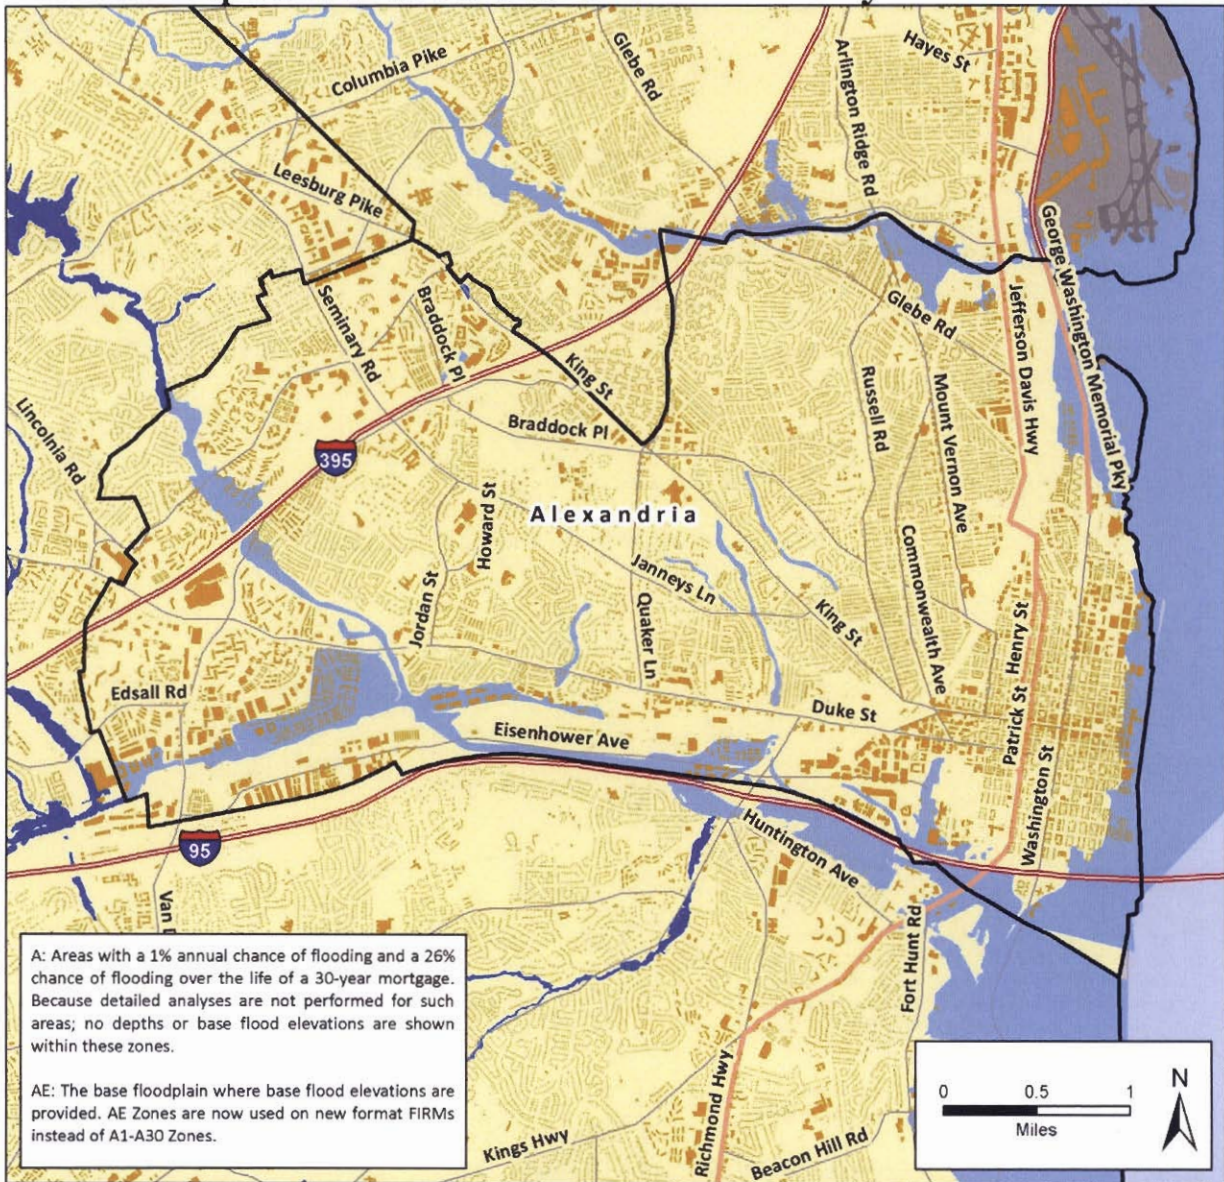 Columbia Pike
Glebe Rd
Arlington Ridge Rd
Hayes St
Leesburg Pike
George Washington Memorial Pky
Seminary Rd
Braddock Pl
Glebe Rd
Jefferson Davis Hwy
King St
Russell Rd
Mount Vernon Ave
Lincolnia Rd
Braddock Pl
395
Howard St
Alexandria
Commonwealth Ave
Janneys Ln
Jordan St
Quaker Ln
King St
Henry St
Edsall Rd
Duke St
Patrick St
Eisenhower Ave
Washington St
95
Huntington Ave
Van
Fort Hunt Rd
A: Areas with a 1% annual chance of flooding and a 26%
chance of flooding over the life of a 30-year mortgage.
Because detailed analyses are not performed for such
areas; no depths or base flood elevations are shown
within these zones.
AE: The base floodplain where base flood elevations are
provided. AE Zones are now used on new format FIRMs
instead of A1-A30 Zones.
Richmond Hwy
Kings Hwy
Beacon Hill Rd
0 0.5 1
Miles
N